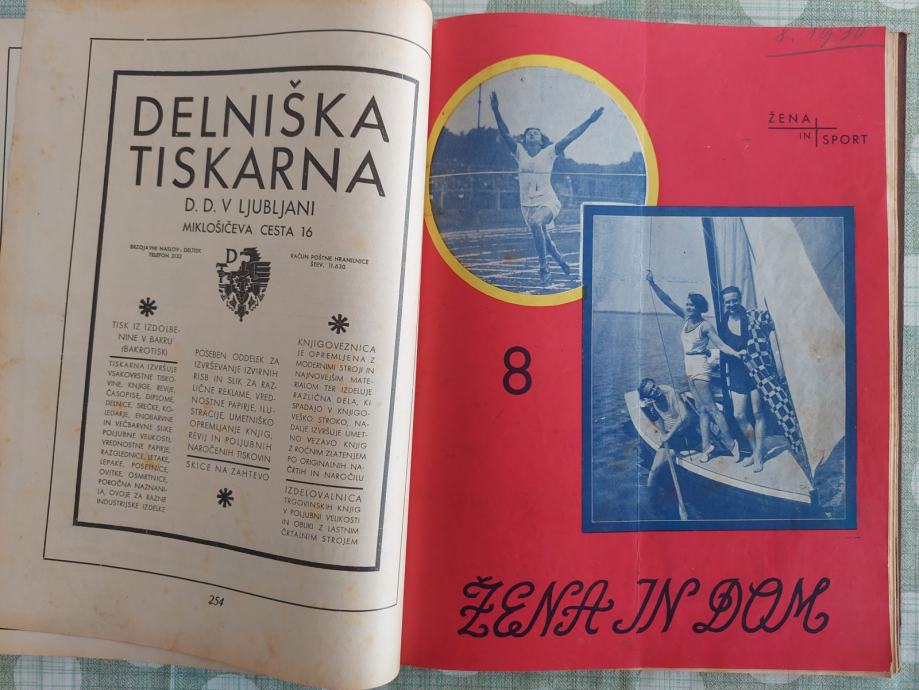 DELNIŠKA
TISKARNA
D. D. V LJUBLJANI
MIKLOŠIČEVA CESTA 16
BRZOJAVNI NASLOV: DELTISK
TELEFON 2132
RAČUN POŠTNE HRANILNICE
ŠTEV. 11.630
D
TISK IZ IZDOLBE-
NINE V BAKRU
(BAKROTISK)
TISKARNA IZVRŠUJE
VSAKOVRSTNE TISKO-
VINE, KNJIGE, REVIJE,
ČASOPISE, DIPLOME,
DELNICE, SREČKE, KO-
LEDARJE, ENOBARVNE
IN VEČBARVNE SLIKE
POLJUBNE VELIKOSTI,
VREDNOSTNE PAPIRJE,
RAZGLEDNICE, LETAKE,
LEPAKE, POSETNICE,
OVITKE, OSMRTNICE,
POROČNA NAZNANI-
LA, OVOJE ZA RAZNE
INDUSTRIJSKE IZDELKE
POSEBEN ODDELEK ZA
IZVRŠEVANJE IZVIRNIH
RISB IN SLIK ZA RAZ-
LIČNE REKLAME, VRED-
NOSTNE PAPIRJE, ILU-
STRACIJE, UMETNIŠKO
OPREMLJANJE KNJIG,
REVIJ IN POLJUBNIH
NAROČENIH TISKOVIN
SKICE NA ZAHTEVO
KNJIGOVEZNICA
JE OPREMLJENA Z
MODERNIMI STROJI IN
NAJNOVEJŠIM MATE-
RIALOM TER IZDELUJE
RAZLIČNA DELA, KI
SPADAJO V KNJIGO-
VEŠKO STROKO, NA-
DALJE IZVRŠUJE UMET-
NO VEZAVO KNJIG
Z ROČNIM ZLATENJEM
PO ORIGINALNIH NA-
ČRTIH IN NAROČILU
IZDELOVALNICA
TRGOVINSKIH KNJIG
V POLJUBNI VELIKOSTI
IN OBLIKI Z LASTNIM
ČRTALNIM STROJEM
254
8. 1930
ŽENA
IN SPORT
8
ŽENA IN DOM